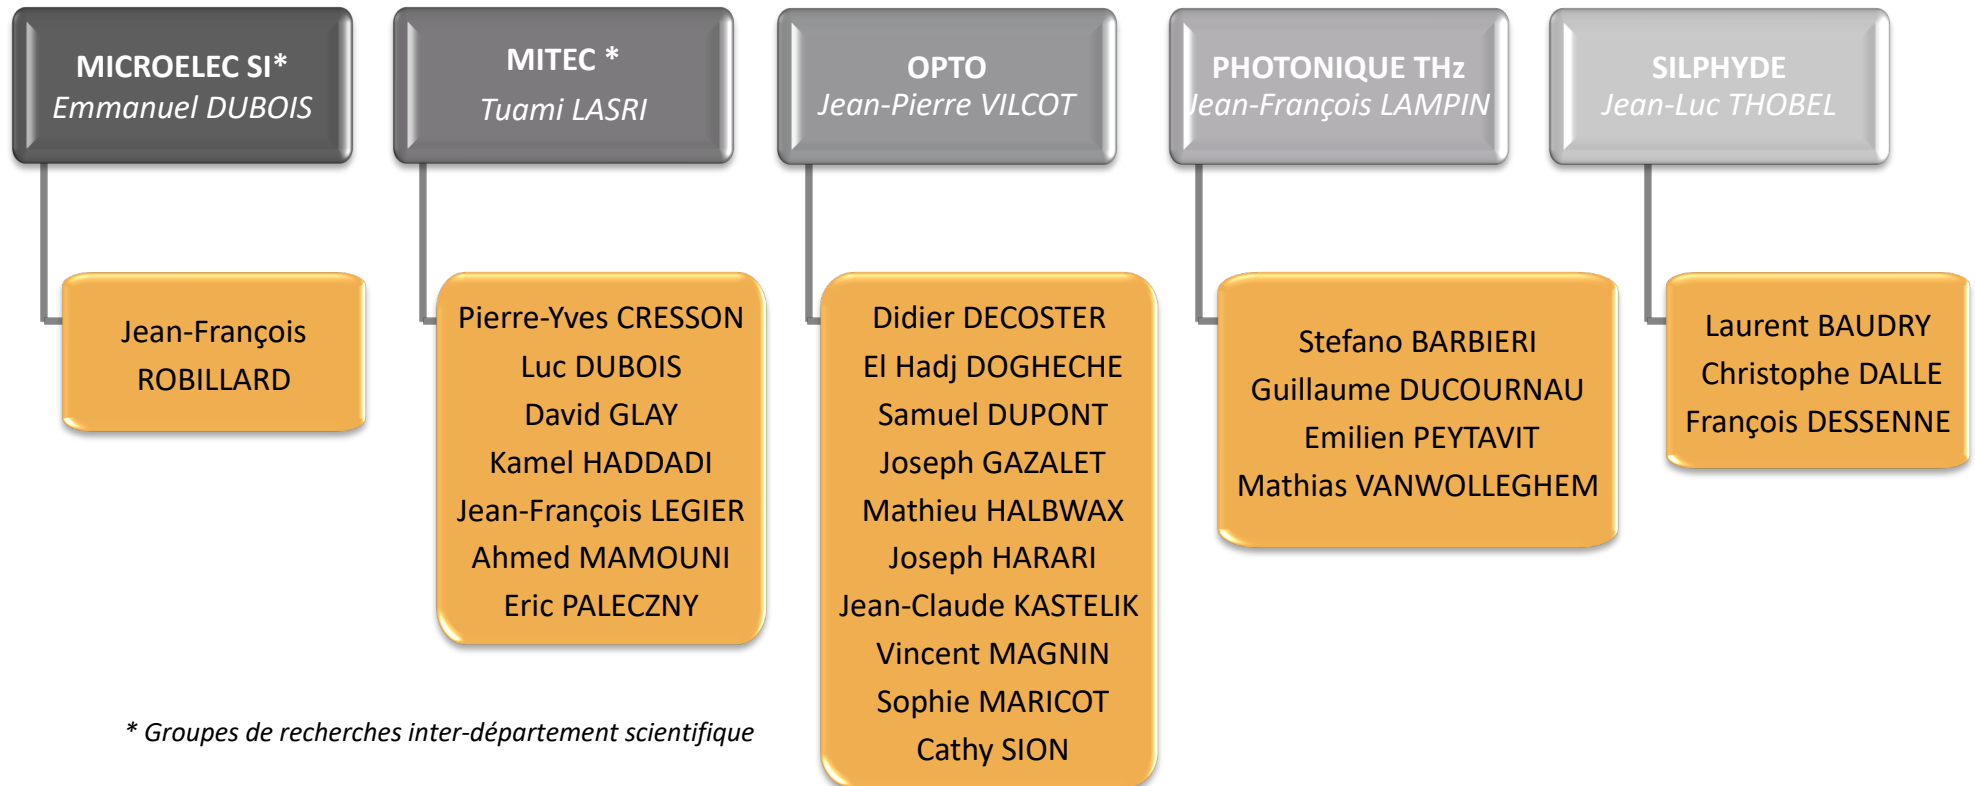 MICROELEC SI*
Emmanuel DUBOIS
MITEC *
Tuami LASRI
OPTO
Jean-Pierre VILCOT
PHOTONIQUE THz
Jean-François LAMPIN
SILPHYDE
Jean-Luc THOBEL
Jean-François
ROBILLARD
Pierre-Yves CRESSON
Luc DUBOIS
David GLAY
Kamel HADDADI
Jean-François LEGIER
Ahmed MAMOUNI
Eric PALECZNY
Didier DECOSTER
El Hadj DOGHECHE
Samuel DUPONT
Joseph GAZALET
Mathieu HALBWAX
Joseph HARARI
Jean-Claude KASTELIK
Vincent MAGNIN
Sophie MARICOT
Cathy SION
Stefano BARBIERI
Guillaume DUCOURNAU
Emilien PEYTAVIT
Mathias VANWOLLEGHEM
Laurent BAUDRY
Christophe DALLE
François DESSENNE
* Groupes de recherches inter-département scientifique